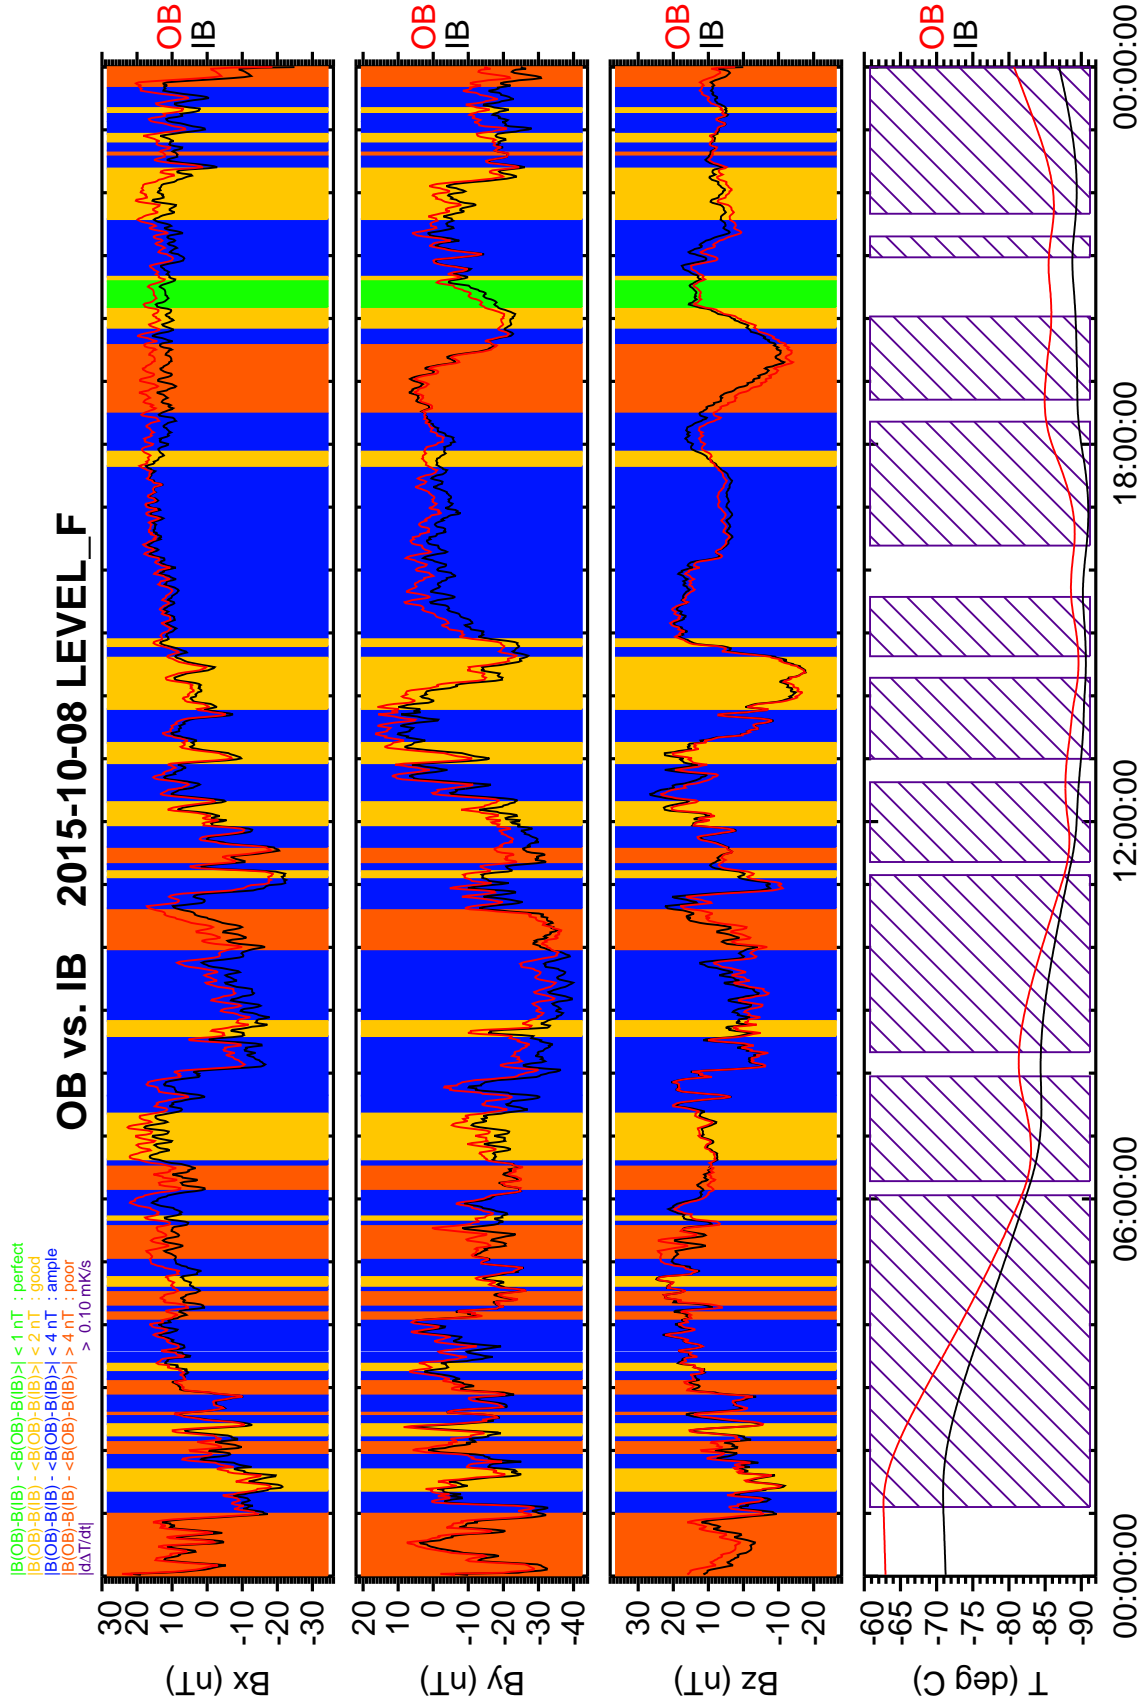 |B(OB)-B(IB) - <B(OB)-B(IB)>| < 1 nT : perfect
|B(OB)-B(IB) - <B(OB)-B(IB)>| < 2 nT : good
|B(OB)-B(IB) - <B(OB)-B(IB)>| < 4 nT : ample
|B(OB)-B(IB) - <B(OB)-B(IB)>| > 4 nT : poor
|dΔT/dt| > 0.10 mK/s
OB vs. IB 2015-10-08 LEVEL_F
Bx (nT)
30
20
10
0
-10
-20
-30
OB
IB
By (nT)
20
10
0
-10
-20
-30
-40
OB
IB
Bz (nT)
30
20
10
0
-10
-20
OB
IB
T (deg C)
-60
-65
-70
-75
-80
-85
-90
OB
IB
00:00:00 06:00:00 12:00:00 18:00:00 00:00:00